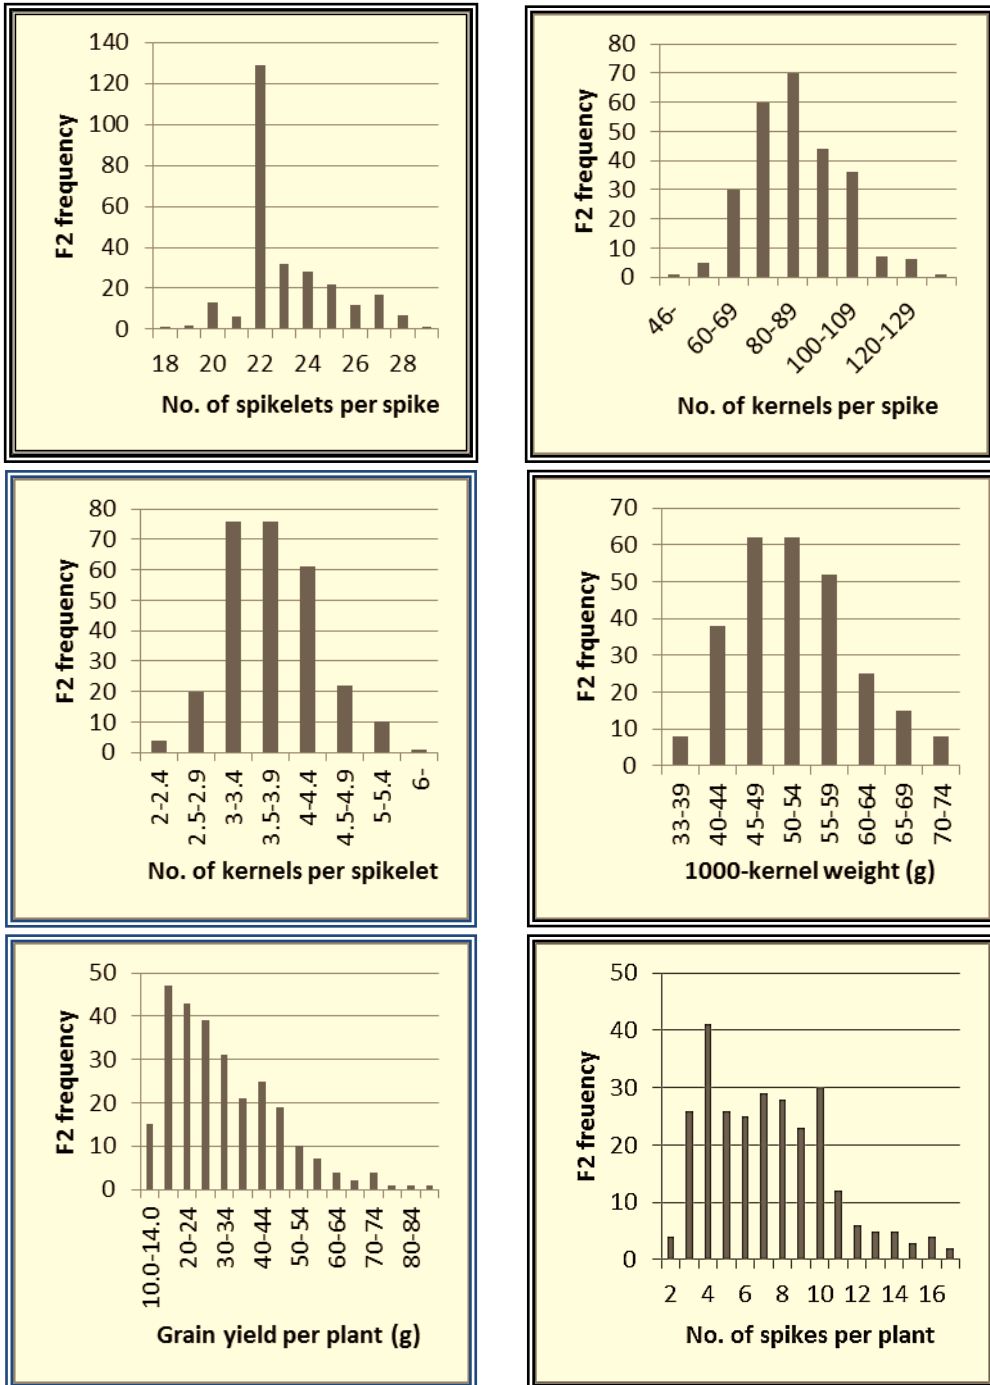 140
120
100
80
60
40
20
0
F2 frequency
18 20 22 24 26 28
No. of spikelets per spike
80
70
60
50
40
30
20
10
0
F2 frequency
46- 60-69 80-89 100-109 120-129
No. of kernels per spike
80
70
60
50
40
30
20
10
0
F2 frequency
2-2.4 2.5-2.9 3-3.4 3.5-3.9 4-4.4 4.5-4.9 5-5.4 6-
No. of kernels per spikelet
70
60
50
40
30
20
10
0
F2 frquency
33-39 40-44 45-49 50-54 55-59 60-64 65-69 70-74
1000-kernel weight (g)
50
40
30
20
10
0
F2 frequency
10.0-14.0 20-24 30-34 40-44 50-54 60-64 70-74 80-84
Grain yield per plant (g)
50
40
30
20
10
0
F2 freuency
2 4 6 8 10 12 14 16
No. of spikes per plant